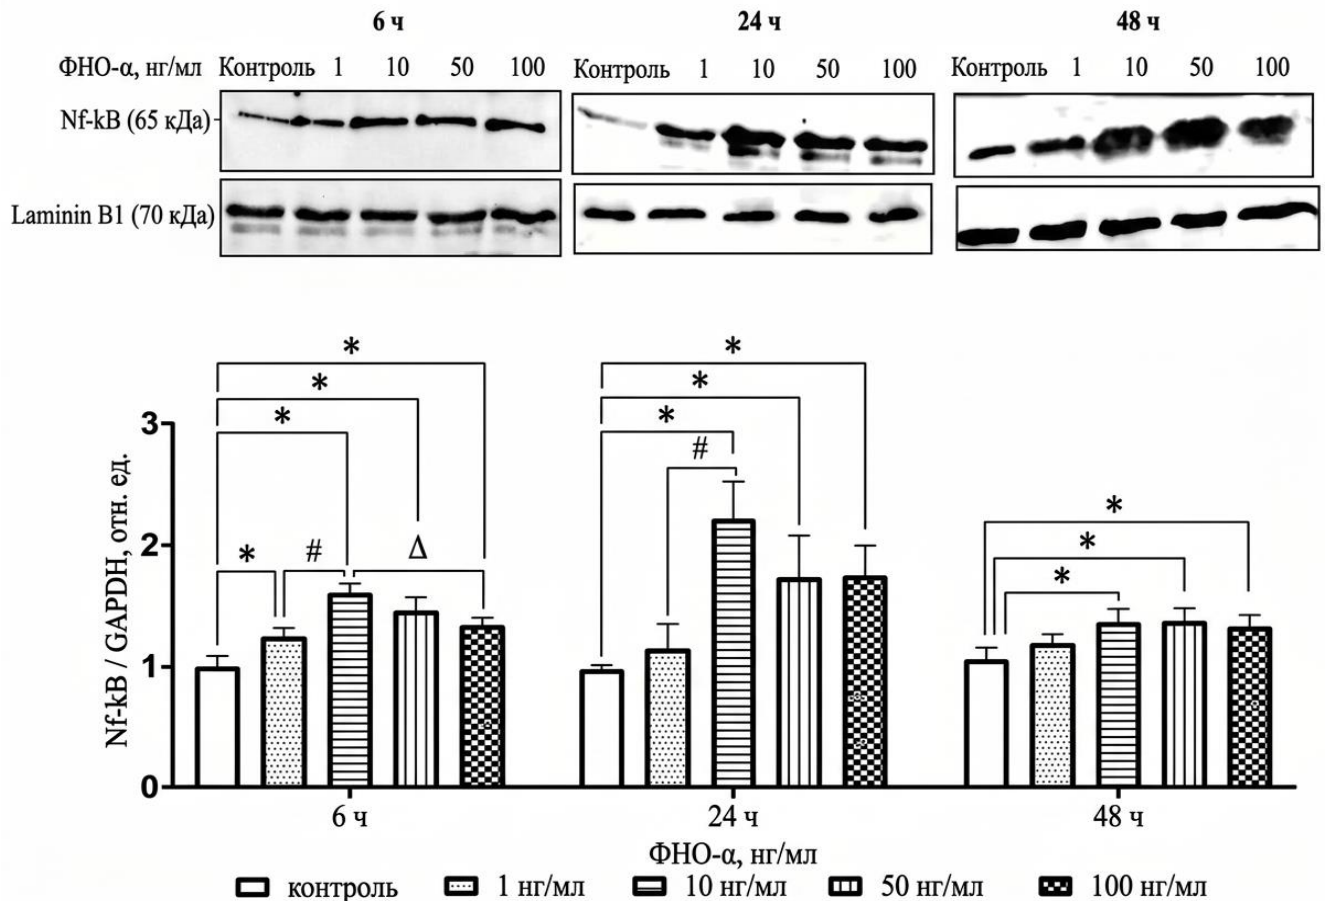 6 ч 24 ч 48 ч
ФНО-α, нг/мл Контроль 1 10 50 100 Контроль 1 10 50 100 Контроль 1 10 50 100
Nf-kB (65 кДа)
Laminin B1 (70 кДа)
* *
* * *
* * *
3
# *
2 *
* # Δ *
1
0
Nf-kB / GAPDH, отн. ед.
6 ч 24 ч 48 ч
ФНО-α, нг/мл
контроль 1 нг/мл 10 нг/мл 50 нг/мл 100 нг/мл